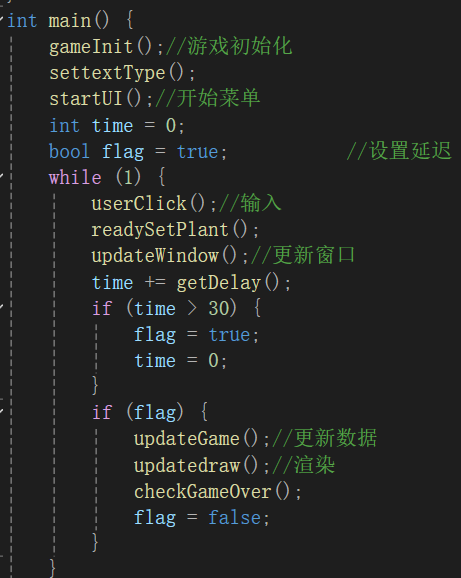 int main() {
gameInit();//游戏初始化
settextType();
startUI();//开始菜单
int time = 0;
bool flag = true; //设置延迟
while (1) {
userClick();//输入
readySetPlant();
updateWindow();//更新窗口
time += getDelay();
if (time > 30) {
flag = true;
time = 0;
}
if (flag) {
updateGame();//更新数据
updatedraw();//渲染
checkGameOver();
flag = false;
}
}